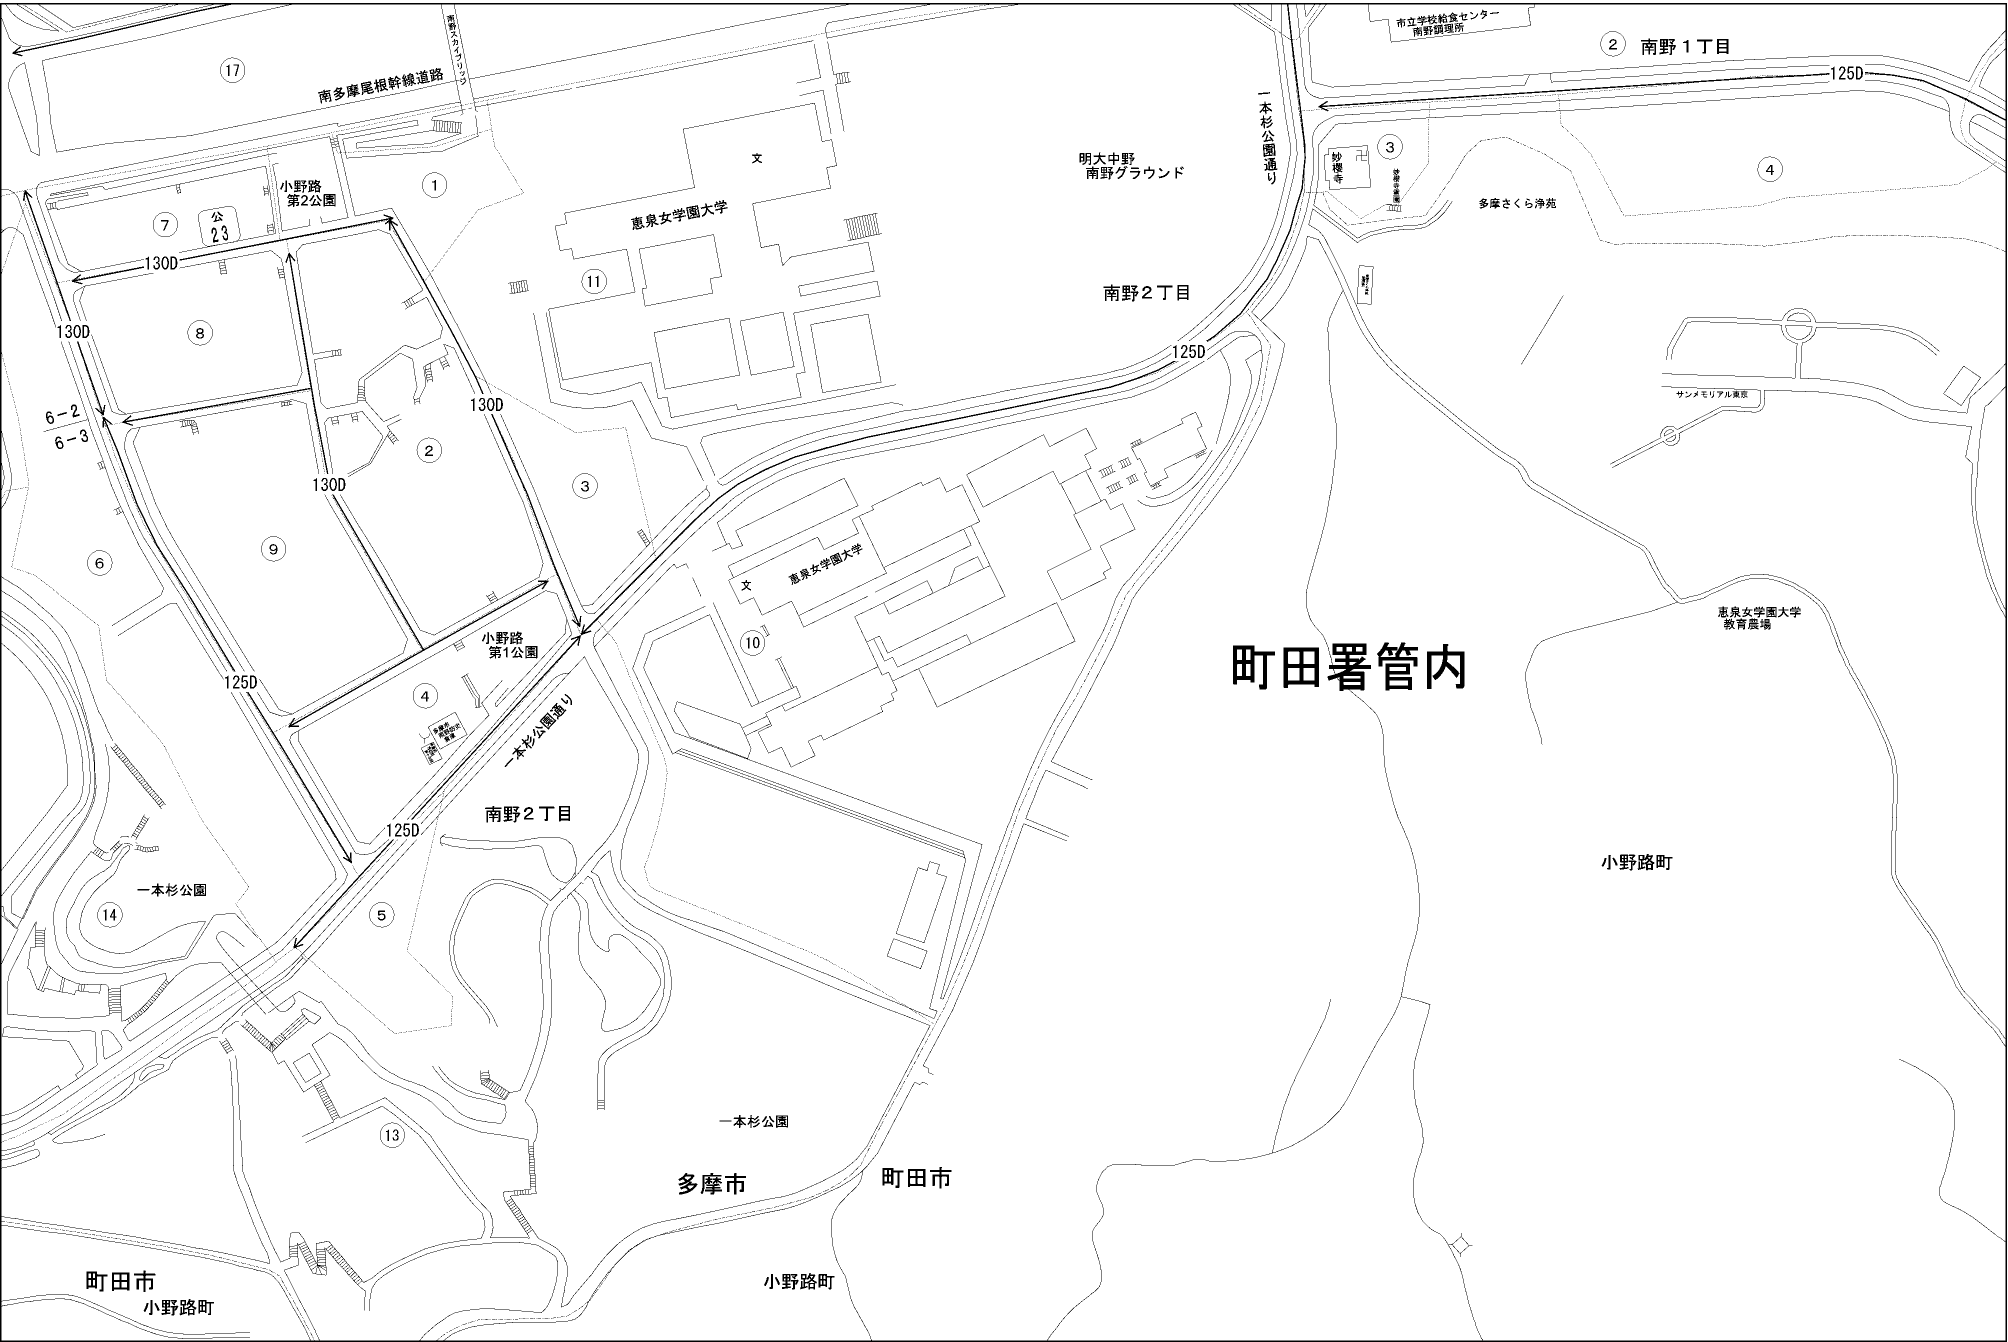 市立学校給食センター
南野調理所
南野スカイブリッジ
2
南野1丁目
17
南多摩尾根幹線道路
125D
一本杉公園通り
文
明大中野
南野グラウンド
3
妙櫻寺
4
多摩さくら浄苑
1
小野路
第2公園
7
公
23
恵泉女学園大学
130D
11
南野2丁目
130D
8
125D
サンメモリアル東京
130D
6-2
6-3
2
130D
3
9
6
恵泉女学園大学
文
恵泉女学園大学
教育農場
10
小野路
第1公園
町田署管内
125D
4
一本杉公園通り
南野2丁目
125D
小野路町
一本杉公園
14
5
一本杉公園
13
多摩市
町田市
町田市
小野路町
小野路町